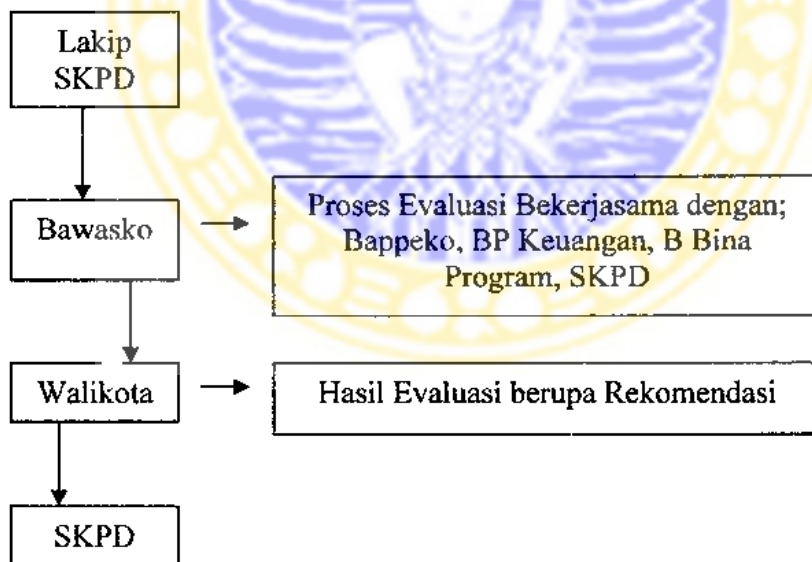 Lakip
SKPD
Bawasko
Proses Evaluasi Bekerjasama dengan;
Bappeko, BP Keuangan, B Bina
Program, SKPD
Walikota
Hasil Evaluasi berupa Rekomendasi
SKPD